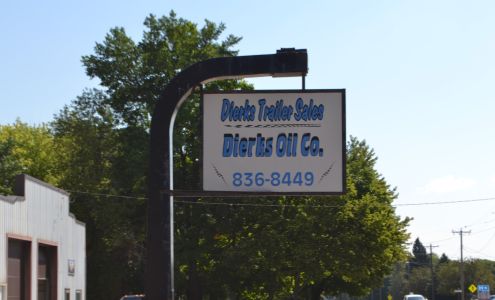 Dierks Trailer Sales
Dierks Oil Co.
836-8449